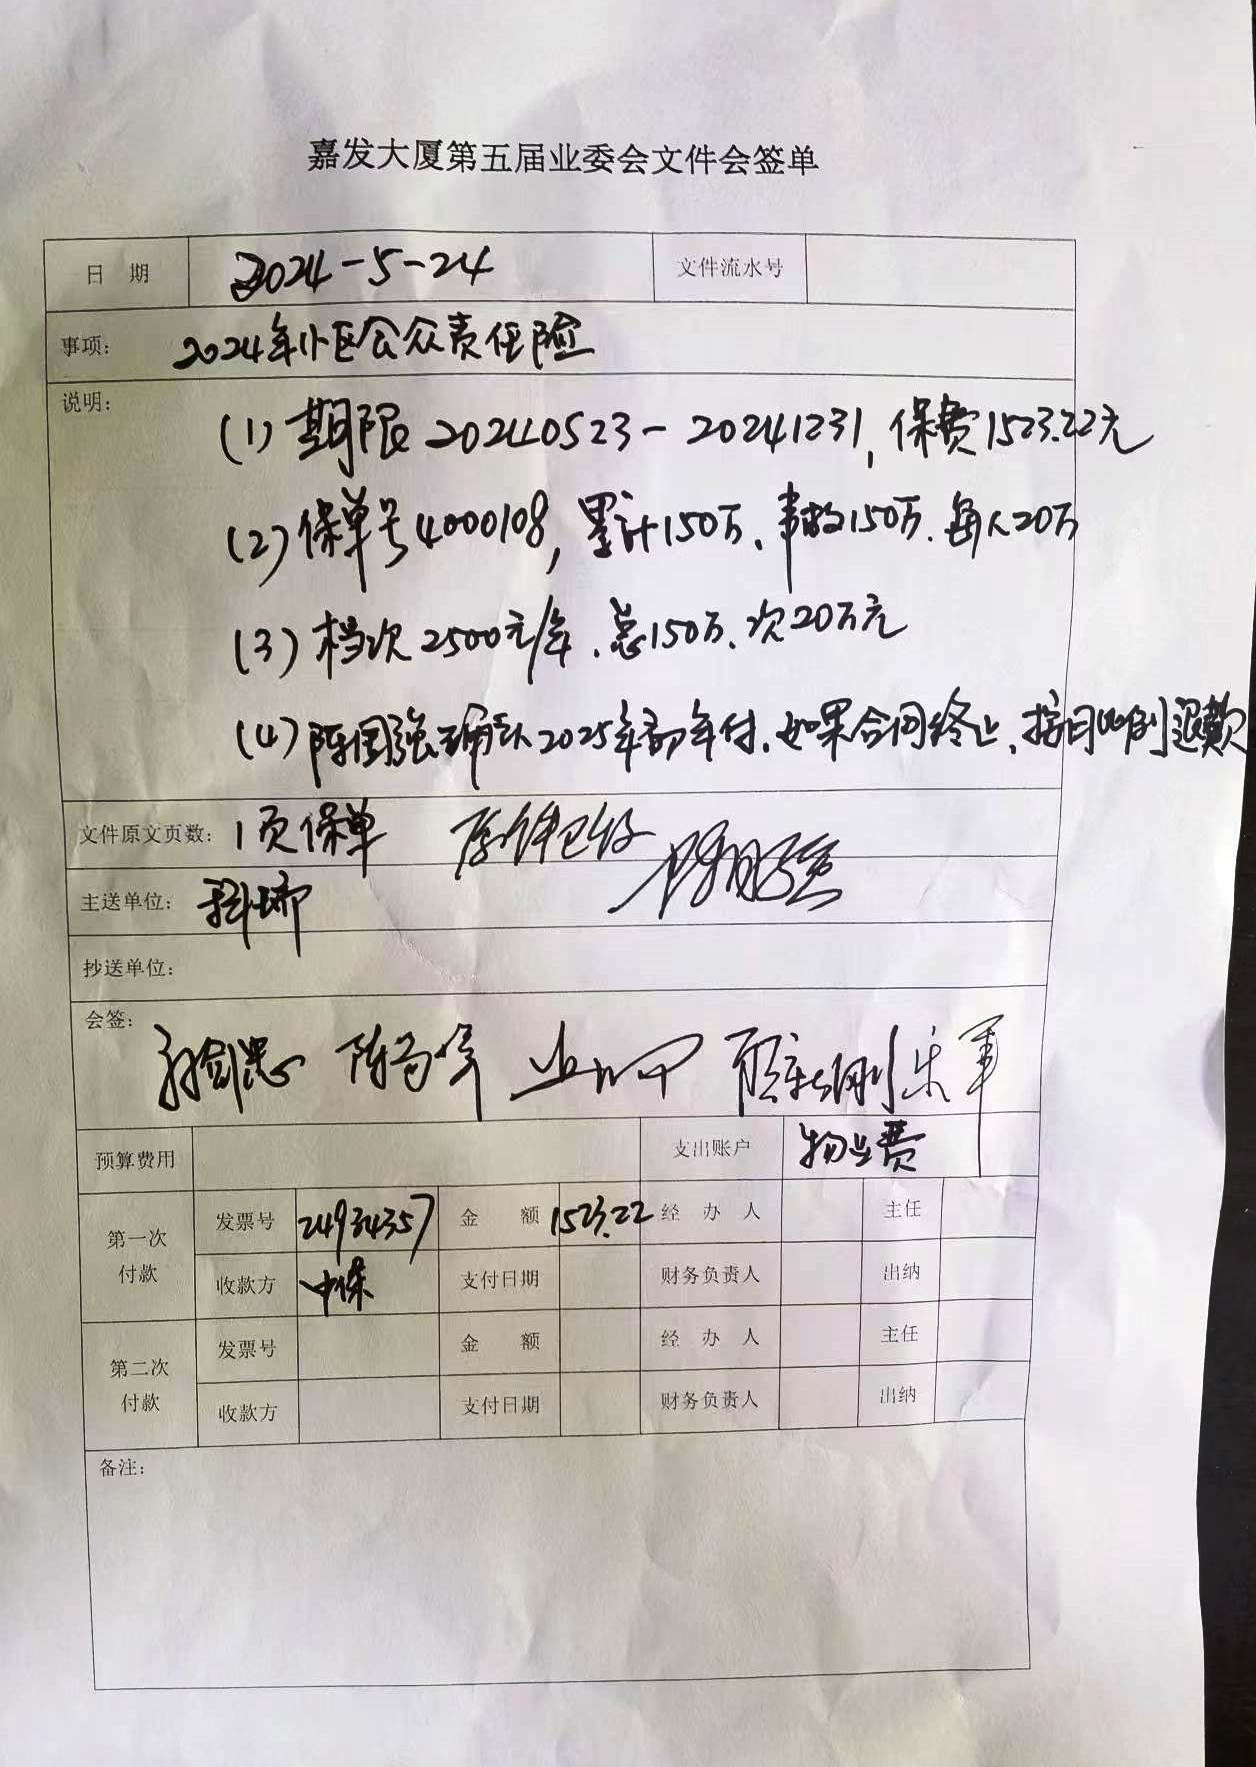 嘉发大厦第五届业委会文件会签单
日 期 2024-5-24 文件流水号
事项: 2024年小区公众责任险
说明:
(1) 期限 20240523-20241231, 保费1523.22元
(2) 保单号4000108, 累计150万、事故150万、每人20万
(3) 档次2500元/年、总150万、次20万元
(4) 陈国强确认2025年初年付、如果合同终止、按日比例退款
文件原文页数: 1页保单
主送单位:
抄送单位:
会签:
预算费用 支出账户 物业费
第一次付款 发票号 24934357 金 额 1523.22 经 办 人 主任
收款方 中保 支付日期 财务负责人 出纳
第二次付款 发票号 金 额 经 办 人 主任
收款方 支付日期 财务负责人 出纳
备注: